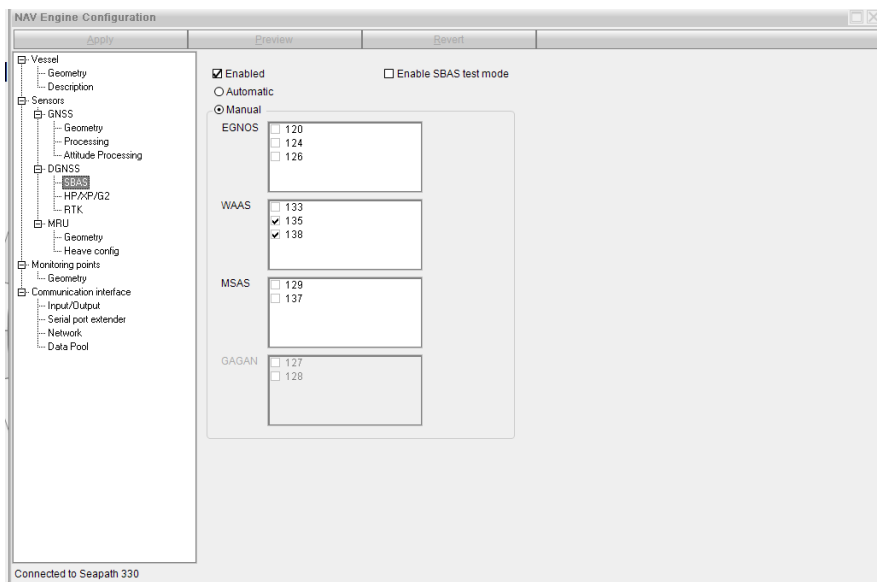 NAV Engine Configuration
Apply Preview Revert
Vessel
Geometry
Description
Sensors
GNSS
Geometry
Processing
Attitude Processing
DGNSS
SBAS
HP/XP/G2
RTK
MRU
Geometry
Heave config
Monitoring points
Geometry
Communication interface
Input/Output
Serial port extender
Network
Data Pool
Enabled Enable SBAS test mode
Automatic
Manual
EGNOS 120
124
126
WAAS 133
135
138
MSAS 129
137
GAGAN 127
128
Connected to Seapath 330